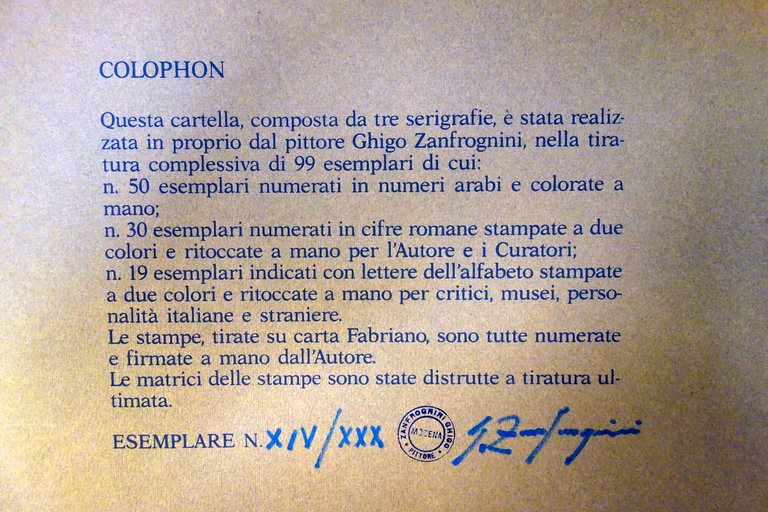 COLOPHON
Questa cartella, composta da tre serigrafie, è stata realiz-
zata in proprio dal pittore Ghigo Zanfrognini, nella tira-
tura complessiva di 99 esemplari di cui:
n. 50 esemplari numerati in numeri arabi e colorate a
mano;
n. 30 esemplari numerati in cifre romane stampate a due
colori e ritoccate a mano per l'Autore e i Curatori;
n. 19 esemplari indicati con lettere dell'alfabeto stampate
a due colori e ritoccate a mano per critici, musei, perso-
nalità italiane e straniere.
Le stampe, tirate su carta Fabriano, sono tutte numerate
e firmate a mano dall'Autore.
Le matrici delle stampe sono state distrutte a tiratura ul-
timata.
ESEMPLARE N. XIV/XXX ZANFROGNINI GHIGO MODENA PITTORE G. Zanfrognini